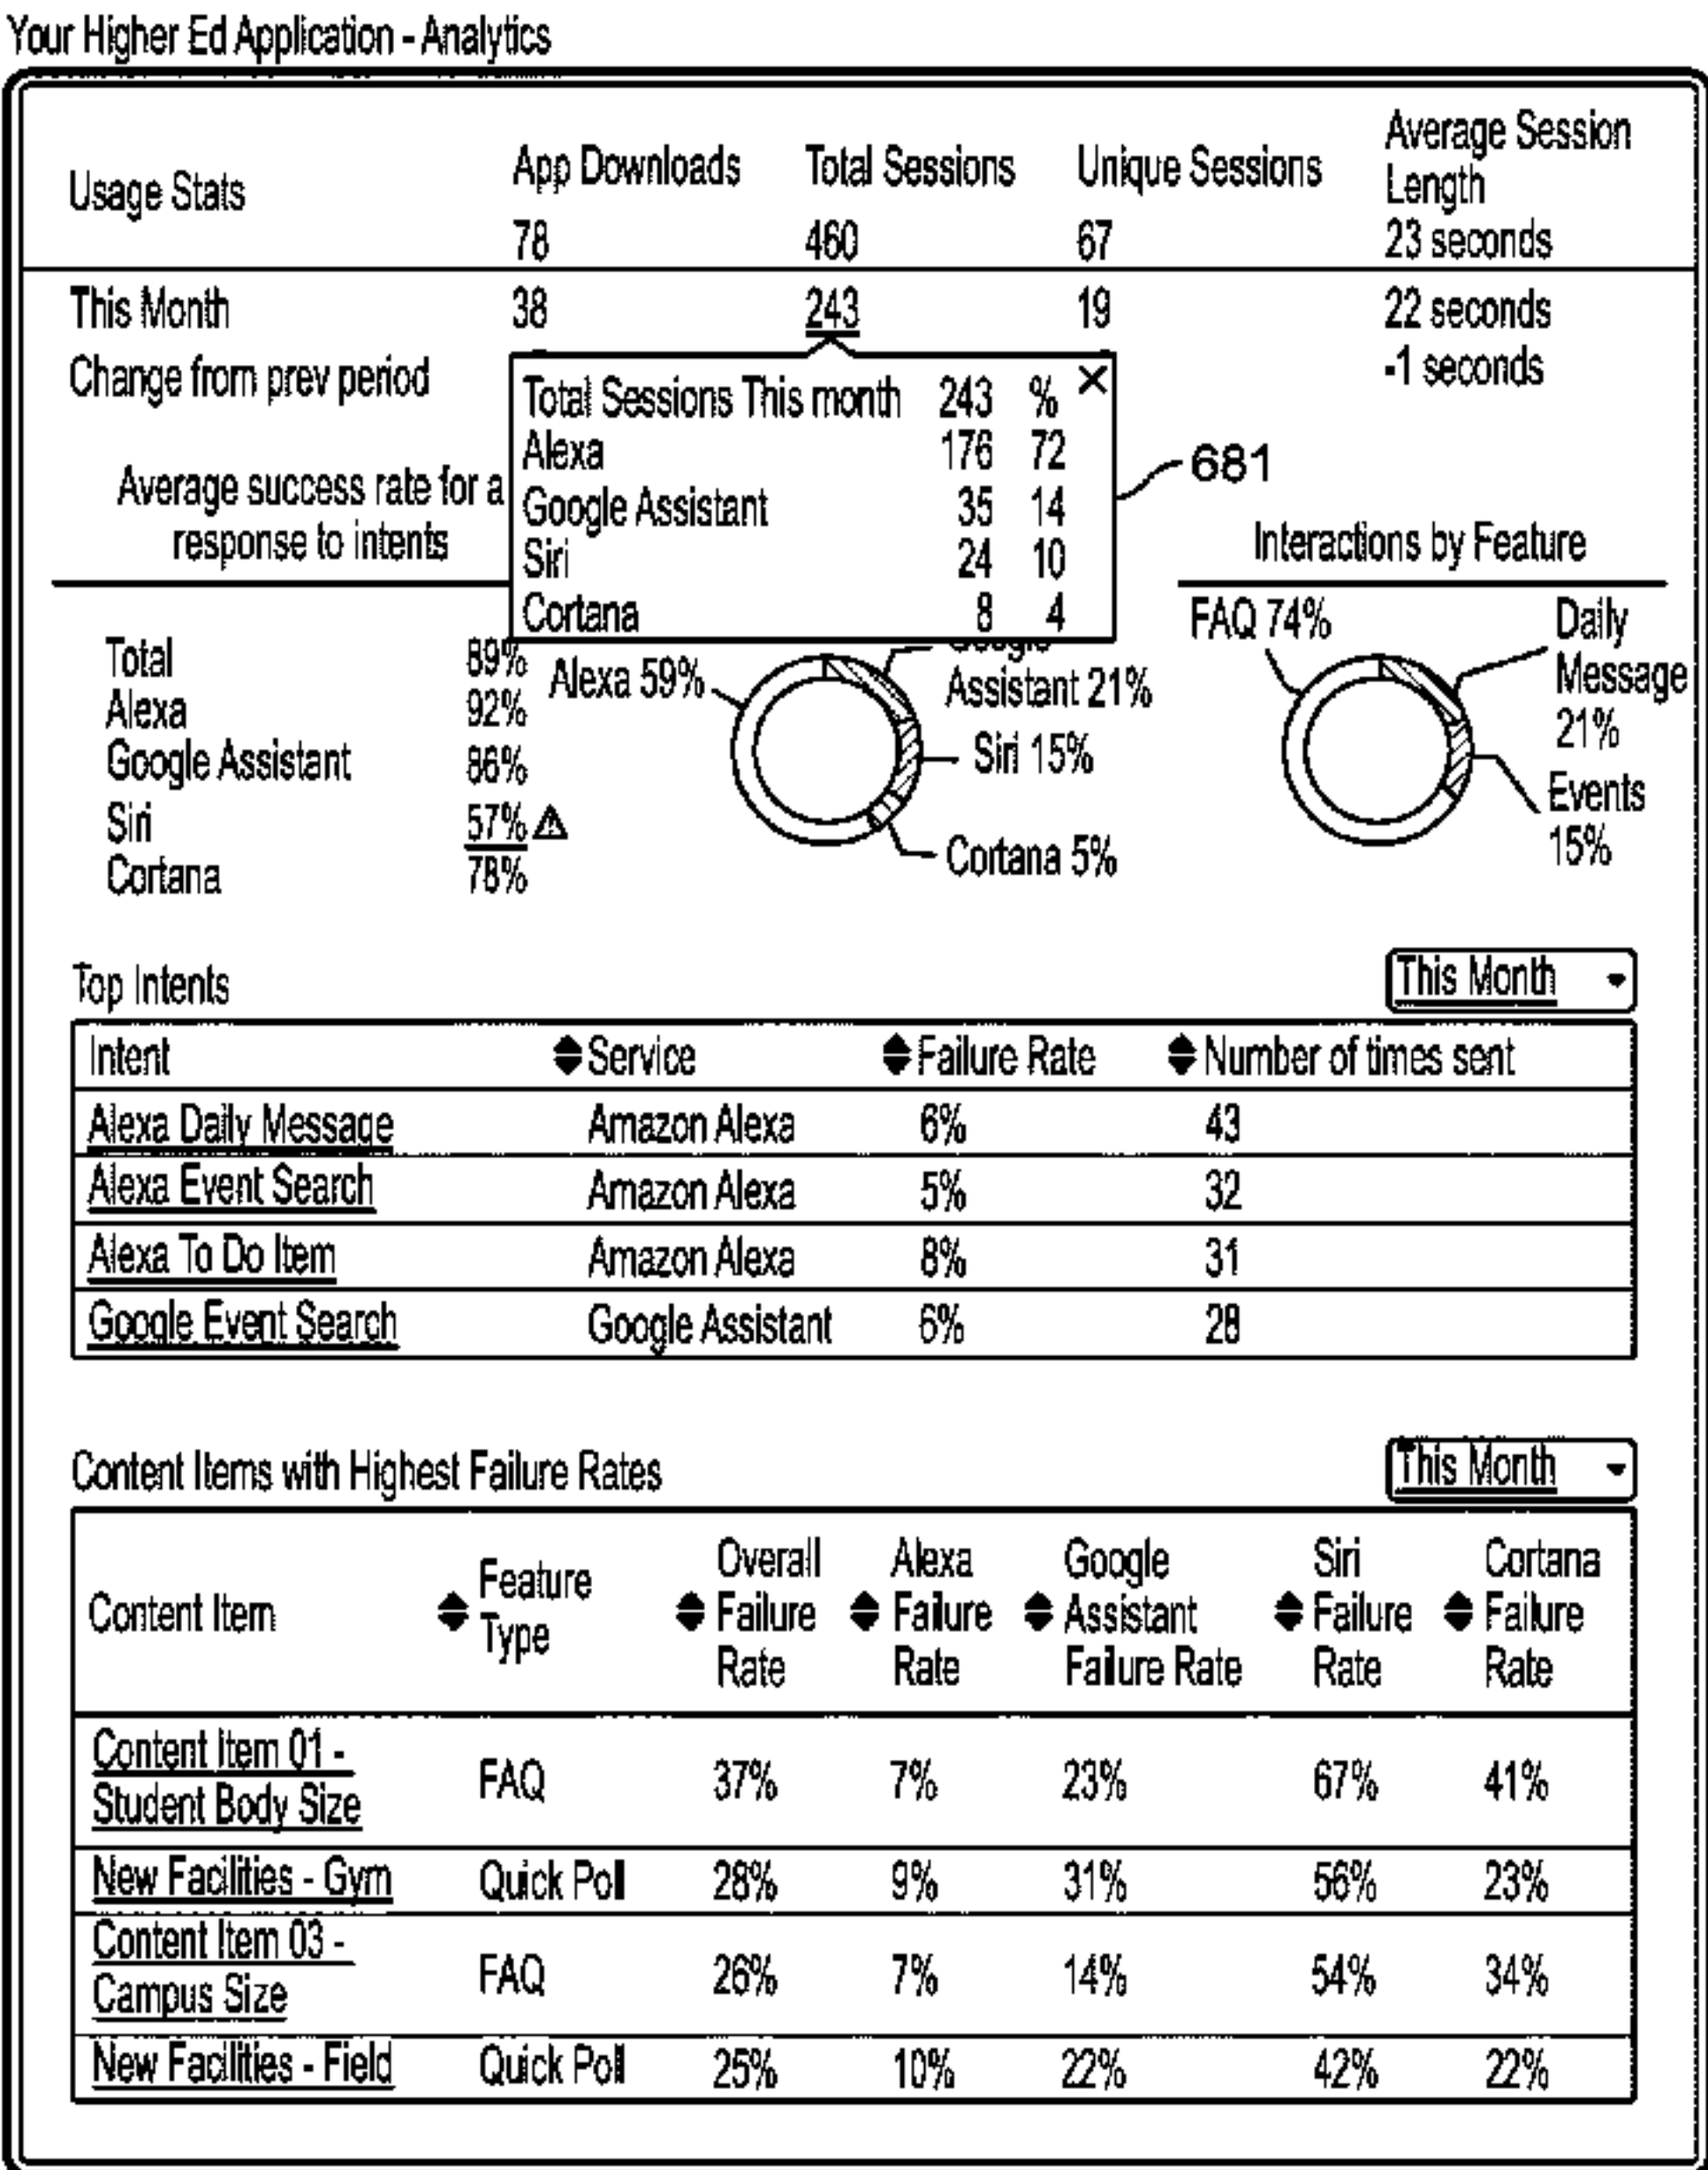 Your Higher Ed Application - Analytics
Usage Stats
App Downloads
78
Total Sessions
460
Unique Sessions
67
Average Session
Length
23 seconds
This Month 38 243 19 22 seconds
Change from prev period -1 seconds
Total Sessions This month 243 %
Alexa 176 72
Google Assistant 35 14
Siri 24 10
Cortana 8 4
681
Average success rate for a
response to intents
Total 89%
Alexa 92%
Google Assistant 86%
Siri 57%
Cortana 78%
Alexa 59%
Assistant 21%
Siri 15%
Cortana 5%
Interactions by Feature
FAQ 74%
Daily
Message
21%
Events
15%
Top Intents
This Month
Intent Service Failure Rate Number of times sent
Alexa Daily Message Amazon Alexa 6% 43
Alexa Event Search Amazon Alexa 5% 32
Alexa To Do Item Amazon Alexa 8% 31
Google Event Search Google Assistant 6% 28
Content Items with Highest Failure Rates
This Month
Content Item
Feature
Type
Overall
Failure
Rate
Alexa
Failure
Rate
Google
Assistant
Failure Rate
Siri
Failure
Rate
Cortana
Failure
Rate
Content Item 01 -
Student Body Size
FAQ 37% 7% 23% 67% 41%
New Facilities - Gym Quick Poll 28% 9% 31% 56% 23%
Content Item 03 -
Campus Size
FAQ 26% 7% 14% 54% 34%
New Facilities - Field Quick Poll 25% 10% 22% 42% 22%